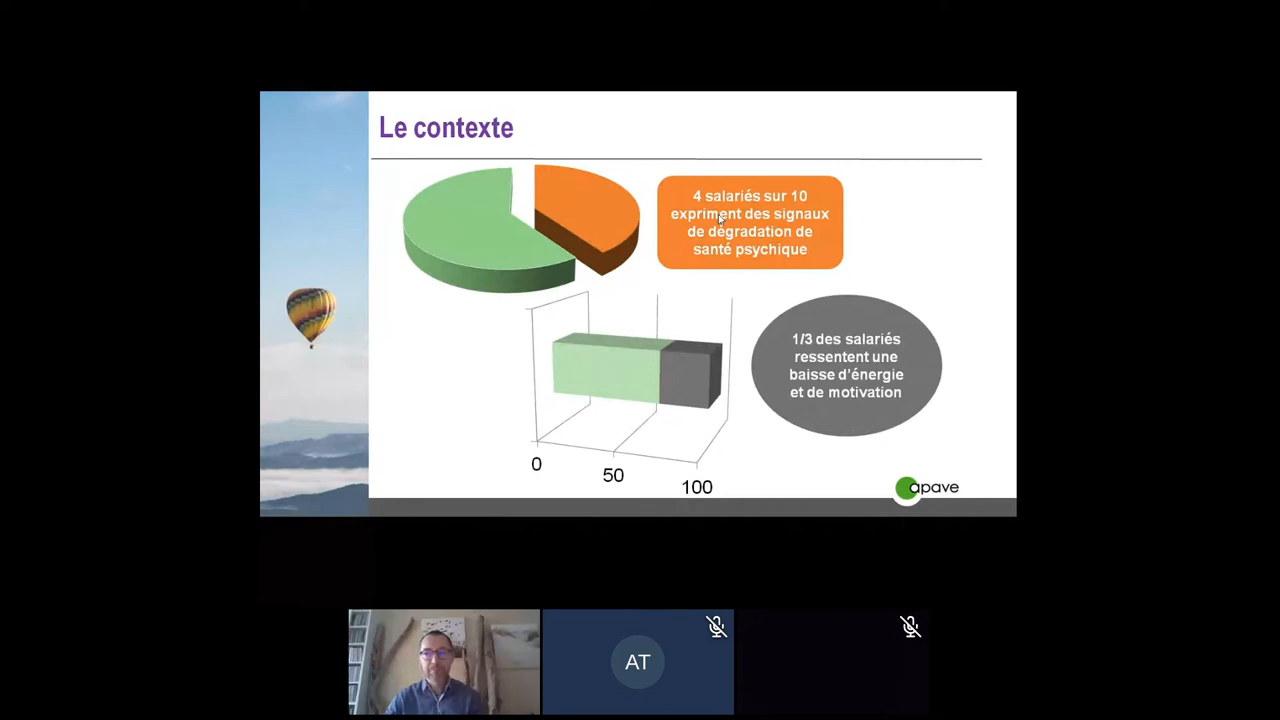 Le contexte
4 salariés sur 10
expriment des signaux
de dégradation de
santé psychique
1/3 des salariés
ressentent une
baisse d'énergie
et de motivation
0
50
100
apave
AT